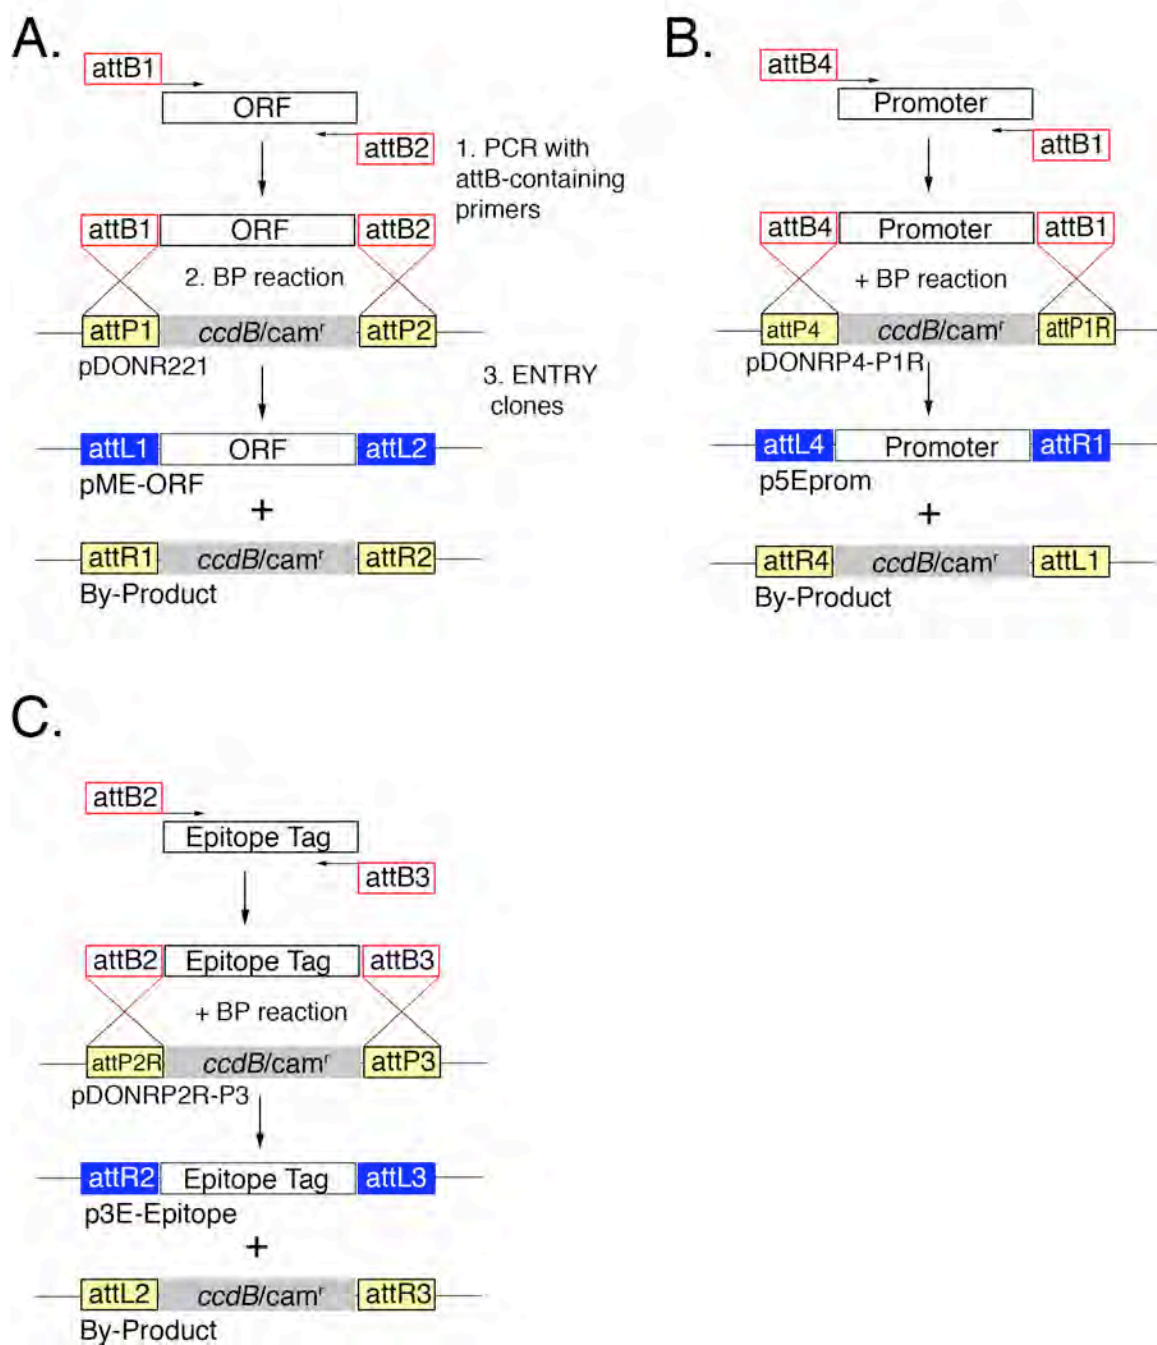 A.
attB1
ORF
attB2
1. PCR with
attB-containing
primers
attB1 ORF attB2
2. BP reaction
attP1 ccdB/camʳ attP2
pDONR221
3. ENTRY
clones
attL1 ORF attL2
pME-ORF
+
attR1 ccdB/camʳ attR2
By-Product
B.
attB4
Promoter
attB1
attB4 Promoter attB1
+ BP reaction
attP4 ccdB/camʳ attP1R
pDONRP4-P1R
attL4 Promoter attR1
p5Eprom
+
attR4 ccdB/camʳ attL1
By-Product
C.
attB2
Epitope Tag
attB3
attB2 Epitope Tag attB3
+ BP reaction
attP2R ccdB/camʳ attP3
pDONRP2R-P3
attR2 Epitope Tag attL3
p3E-Epitope
+
attL2 ccdB/camʳ attR3
By-Product